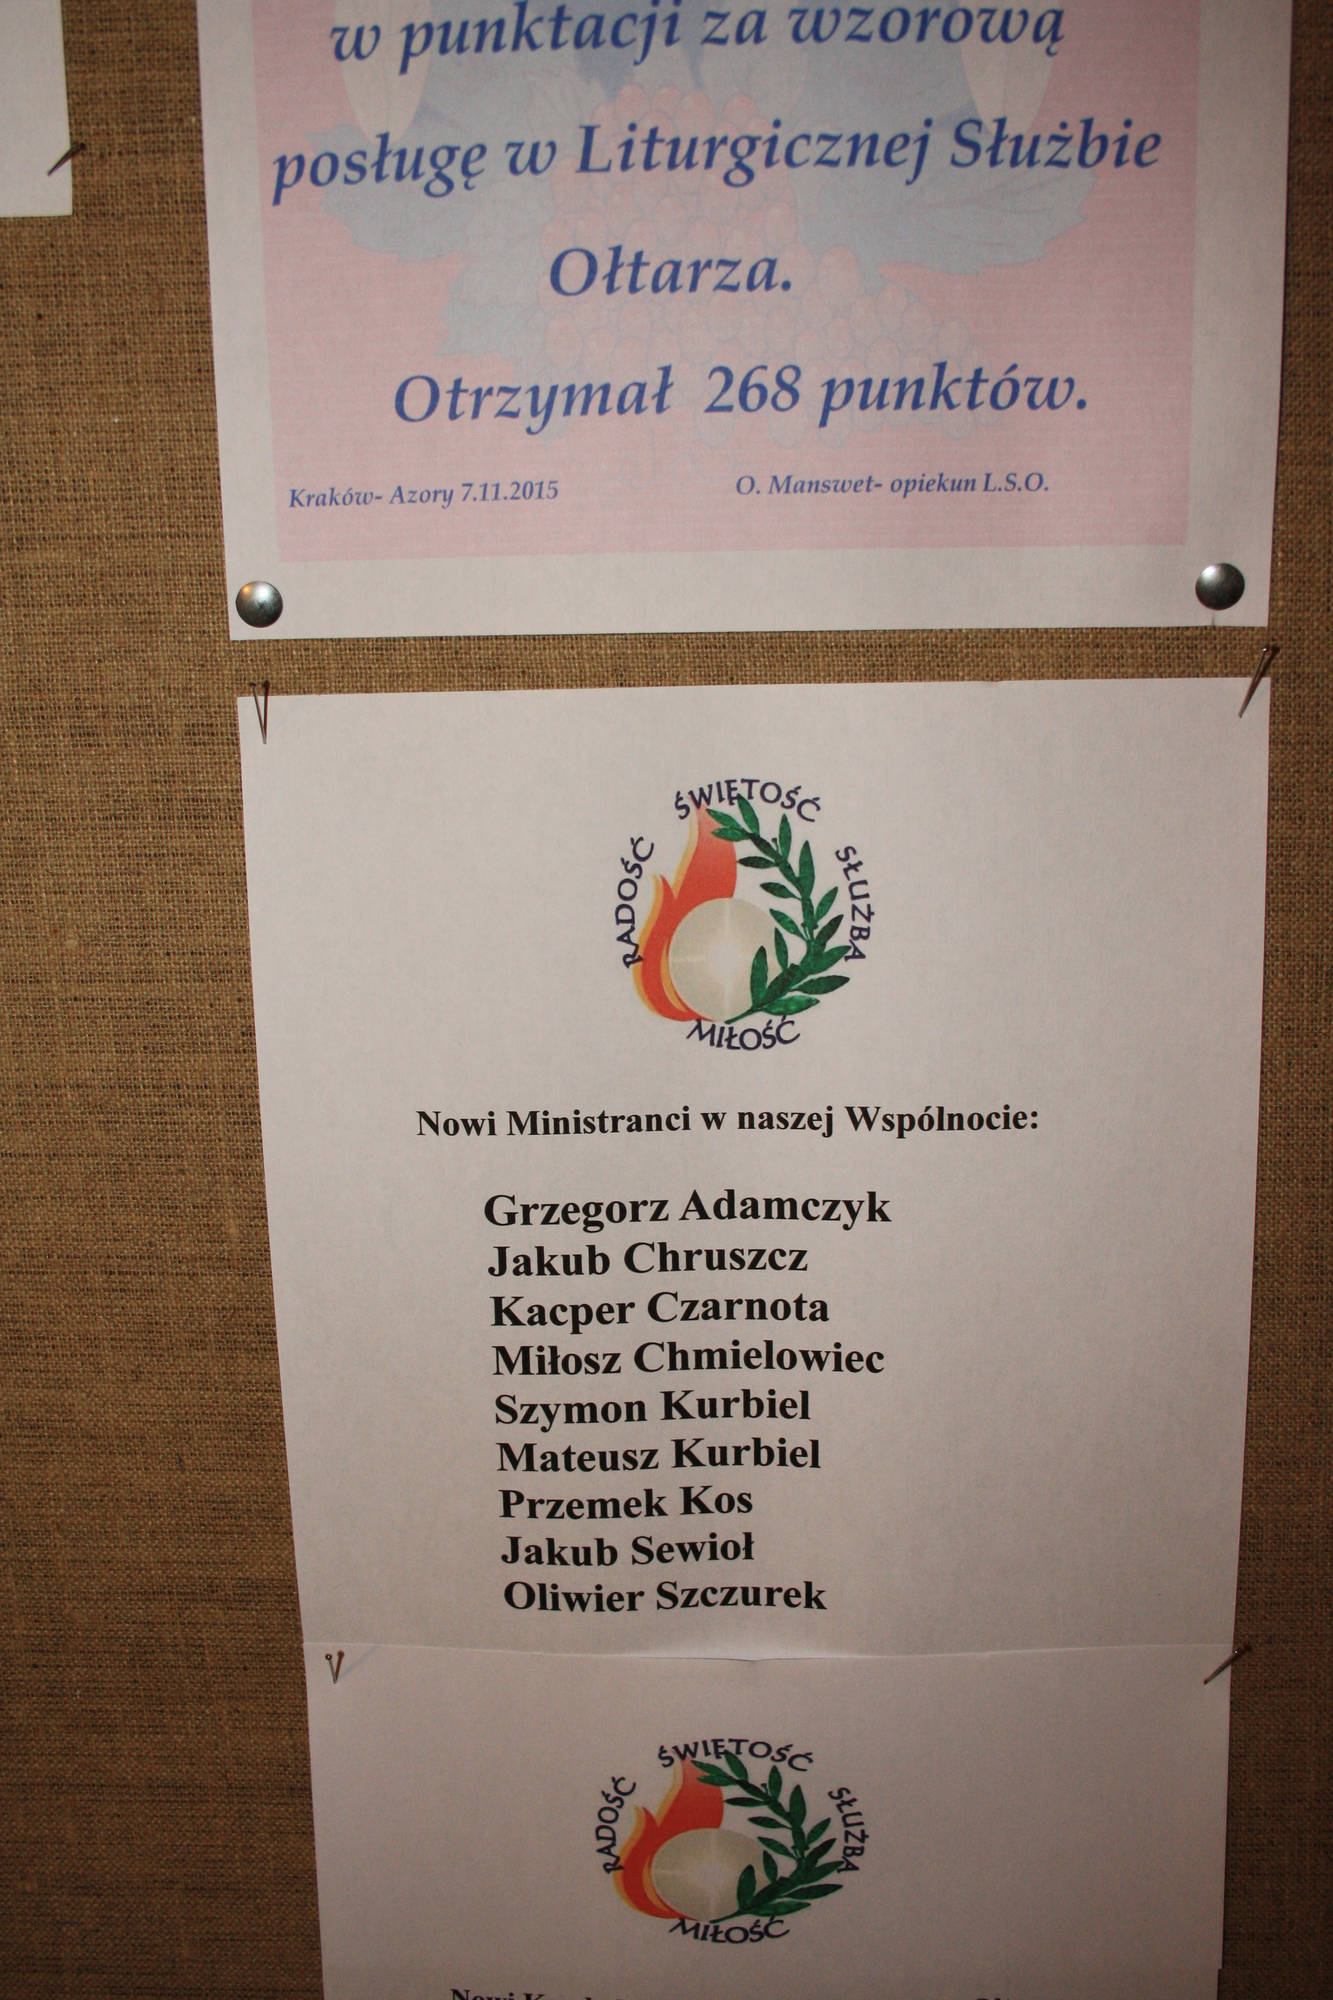 w punktacji za wzorową
posługę w Liturgicznej Służbie
Ołtarza.
Otrzymał 268 punktów.
Kraków- Azory 7.11.2015 O. Manswet- opiekun L.S.O.
RADOŚĆ ŚWIĘTOŚĆ SŁUŻBA
MIŁOŚĆ
Nowi Ministranci w naszej Wspólnocie:
Grzegorz Adamczyk
Jakub Chruszcz
Kacper Czarnota
Miłosz Chmielowiec
Szymon Kurbiel
Mateusz Kurbiel
Przemek Kos
Jakub Sewioł
Oliwier Szczurek
RADOŚĆ ŚWIĘTOŚĆ SŁUŻBA
MIŁOŚĆ
Nowi